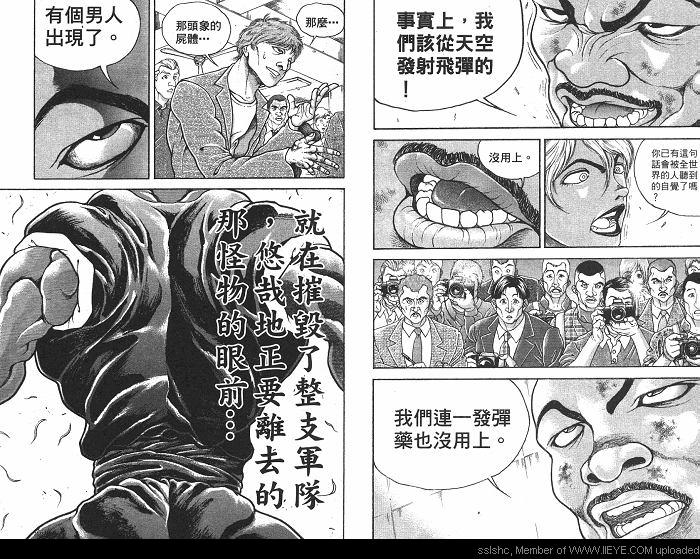 事實上，我
們該從天空
發射飛彈的
！
沒用上。
你已有這句
話會被全世
界的人聽到
的自覺了嗎
？
我們連一發彈
藥也沒用上。
那麼…
那頭象的
屍體…
有個男人
出現了。
就在摧毀了整支軍隊
，悠哉地正要離去的
那怪物的眼前…
sslshc, Member of WWW.IIEYE.COM uploaded